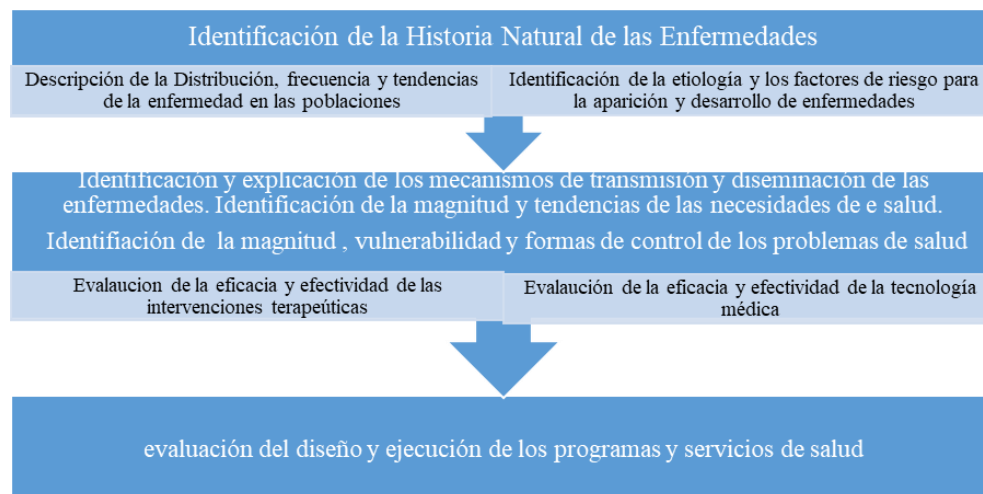 Identificación de la Historia Natural de las Enfermedades
Descripción de la Distribución, frecuencia y tendencias
de la enfermedad en las poblaciones
Identificación de la etiología y los factores de riesgo para
la aparición y desarrollo de enfermedades
Identificación y explicación de los mecanismos de transmisión y diseminación de las
enfermedades. Identificación de la magnitud y tendencias de las necesidades de e salud.
Identifiación de la magnitud , vulnerabilidad y formas de control de los problemas de salud
Evalaucion de la eficacia y efectividad de las
intervenciones terapeúticas
Evalaución de la eficacia y efectividad de la tecnología
médica
evaluación del diseño y ejecución de los programas y servicios de salud